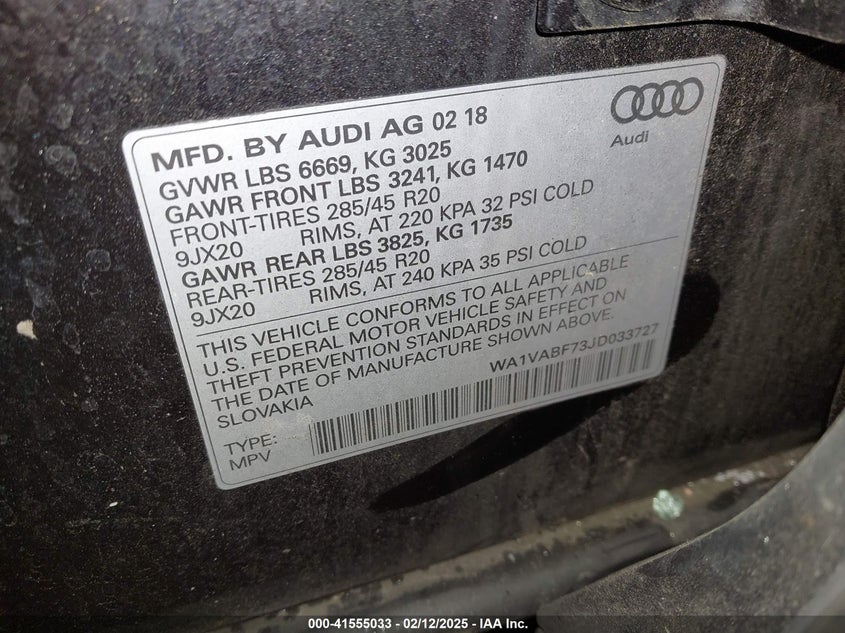 MFD. BY AUDI AG 02 18
Audi
GVWR LBS 6669, KG 3025
GAWR FRONT LBS 3241, KG 1470
FRONT-TIRES 285/45 R20
9JX20 RIMS, AT 220 KPA 32 PSI COLD
GAWR REAR LBS 3825, KG 1735
REAR-TIRES 285/45 R20
9JX20 RIMS, AT 240 KPA 35 PSI COLD
THIS VEHICLE CONFORMS TO ALL APPLICABLE
U.S. FEDERAL MOTOR VEHICLE SAFETY AND
THEFT PREVENTION STANDARDS IN EFFECT ON
THE DATE OF MANUFACTURE SHOWN ABOVE.
SLOVAKIA
WA1VABF73JD033727
TYPE:
MPV
000-41555033 - 02/12/2025 - IAA Inc.